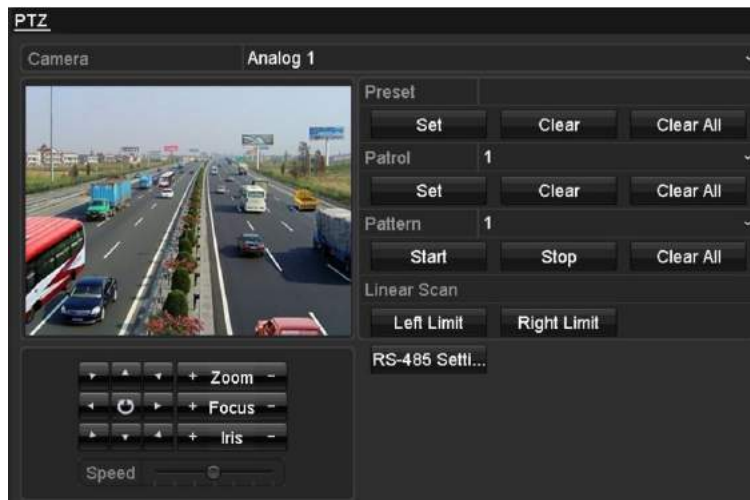 PTZ
Camera Analog 1
Preset
Set Clear Clear All
Patrol 1
Set Clear Clear All
Pattern 1
Start Stop Clear All
Linear Scan
Left Limit Right Limit
RS-485 Setti...
+ Zoom -
+ Focus -
+ Iris -
Speed